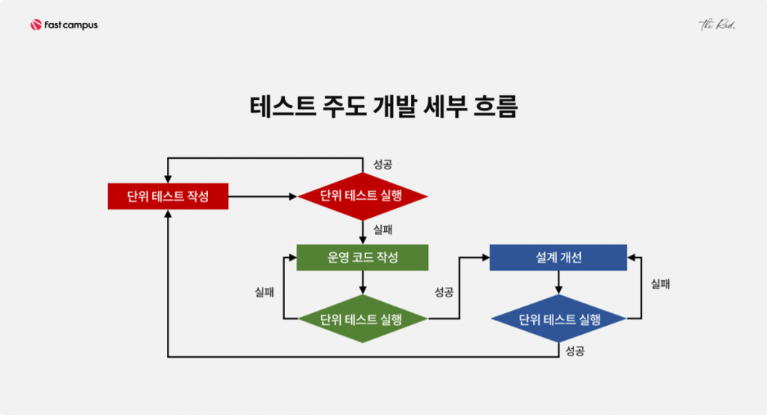 Fast campus
The Red.
테스트 주도 개발 세부 흐름
성공
단위 테스트 작성
단위 테스트 실행
실패
운영 코드 작성
설계 개선
실패
성공
실패
단위 테스트 실행
단위 테스트 실행
성공